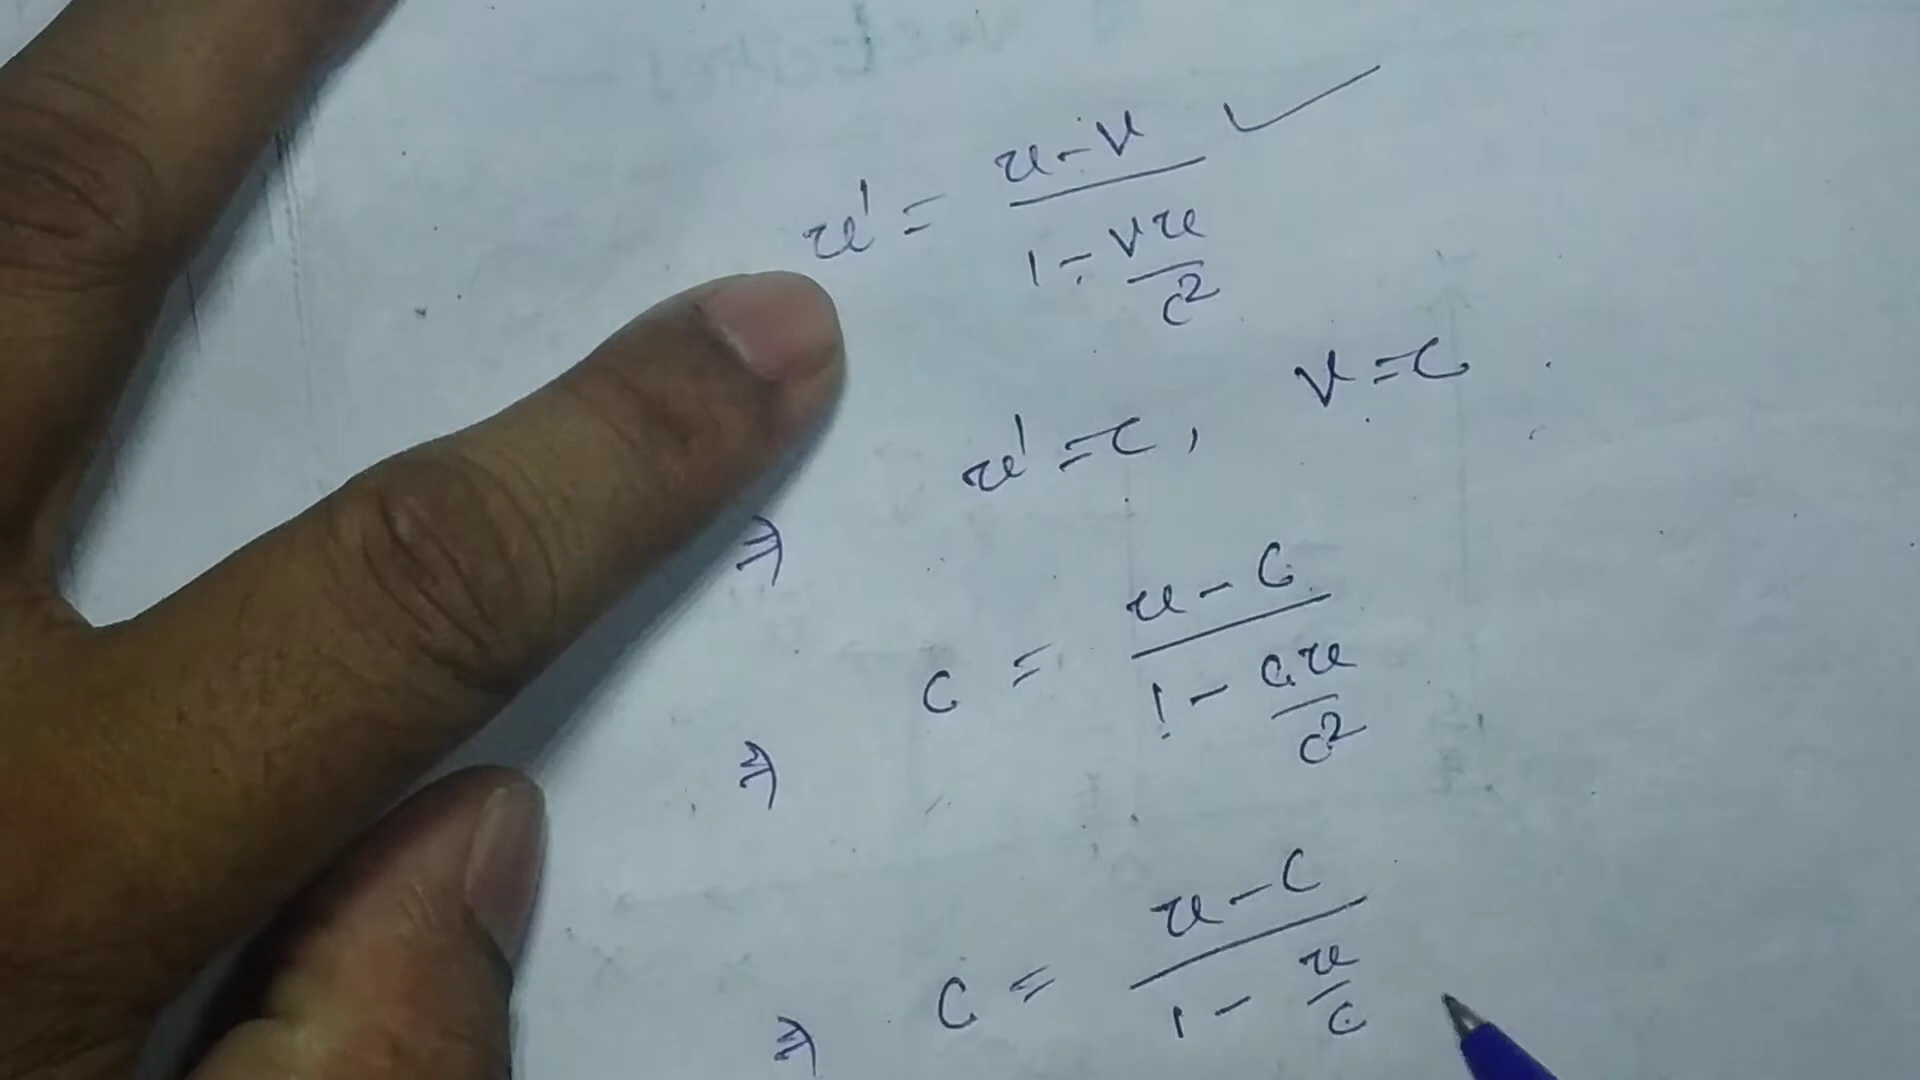 u' = (u - v) / (1 - vu/c²) ✓
u' = c, v = c
⇒ c = (u - c) / (1 - cu/c²)
⇒ c = (u - c) / (1 - u/c)
⇒